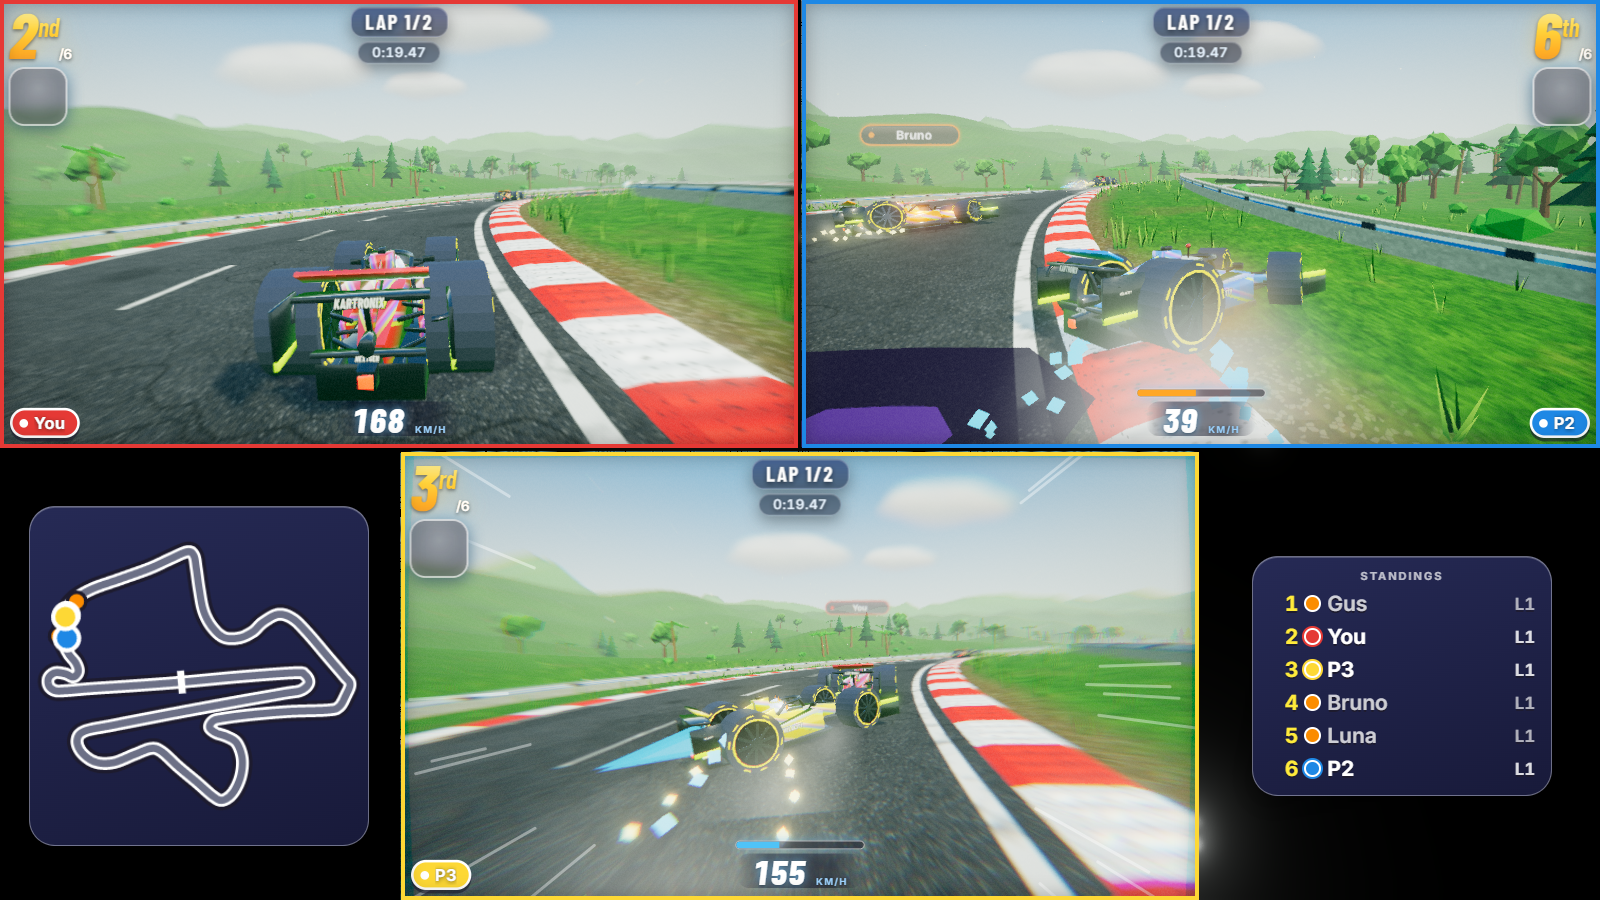 2nd /6
LAP 1/2
0:19.47
KARTRONIX
You
168 KM/H
LAP 1/2
0:19.47
6th /6
Bruno
39 KM/H
P2
3rd /6
LAP 1/2
0:19.47
You
P3
155 KM/H
STANDINGS
1 Gus L1
2 You L1
3 P3 L1
4 Bruno L1
5 Luna L1
6 P2 L1